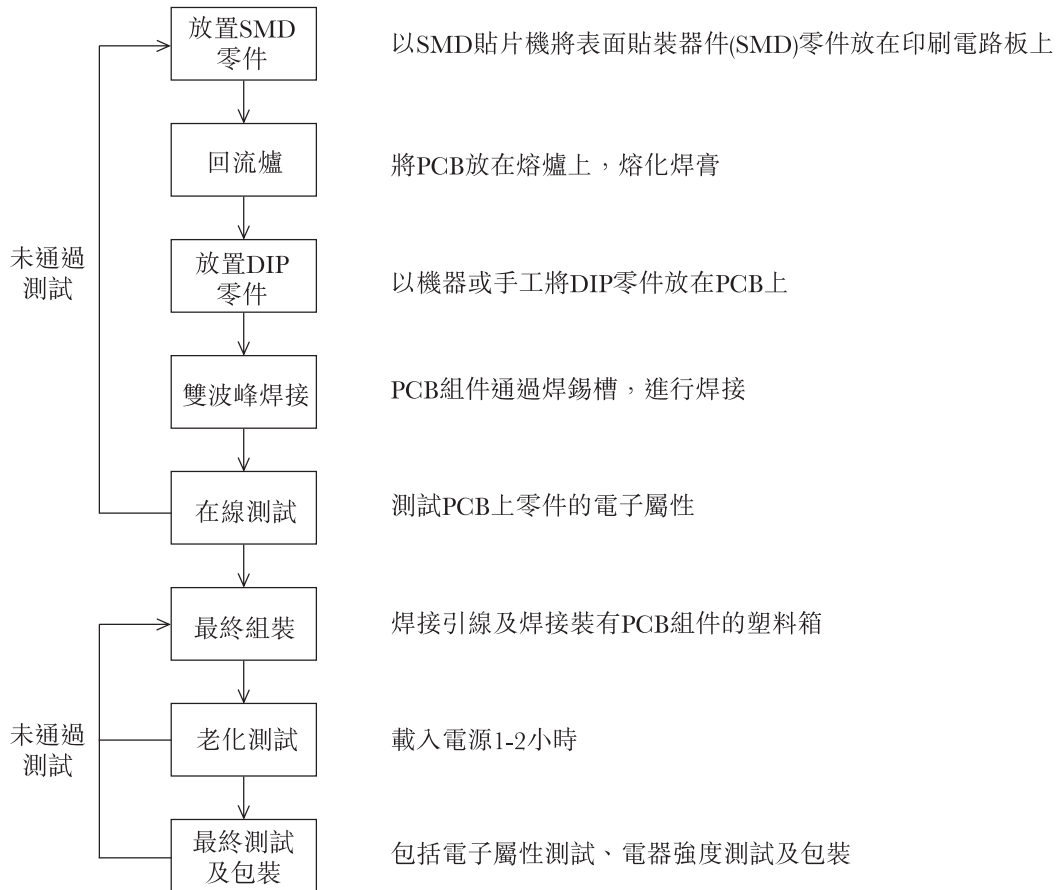 放置SMD
零件
以SMD貼片機將表面貼裝器件(SMD)零件放在印刷電路板上
回流爐
將PCB放在熔爐上，熔化焊膏
未通過
測試
放置DIP
零件
以機器或手工將DIP零件放在PCB上
雙波峰焊接
PCB組件通過焊錫槽，進行焊接
在線測試
測試PCB上零件的電子屬性
最終組裝
焊接引線及焊接裝有PCB組件的塑料箱
未通過
測試
老化測試
載入電源1-2小時
最終測試
及包裝
包括電子屬性測試、電器強度測試及包裝